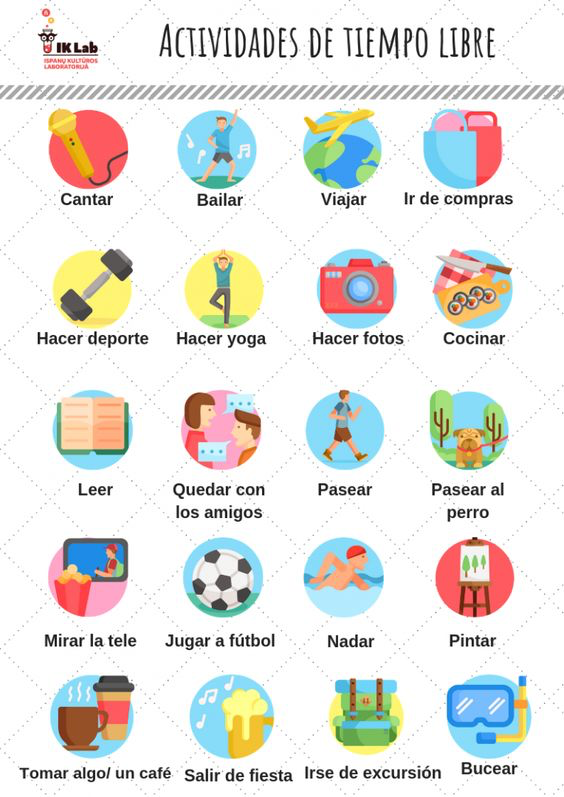 IK Lab
ISPANŲ KULTŪROS
LABORATORIJA
ACTIVIDADES DE TIEMPO LIBRE
Cantar
Bailar
Viajar
Ir de compras
Hacer deporte
Hacer yoga
Hacer fotos
Cocinar
Leer
Quedar con
los amigos
Pasear
Pasear al
perro
Mirar la tele
Jugar a fútbol
Nadar
Pintar
Tomar algo/ un café
Salir de fiesta
Irse de excursión
Bucear